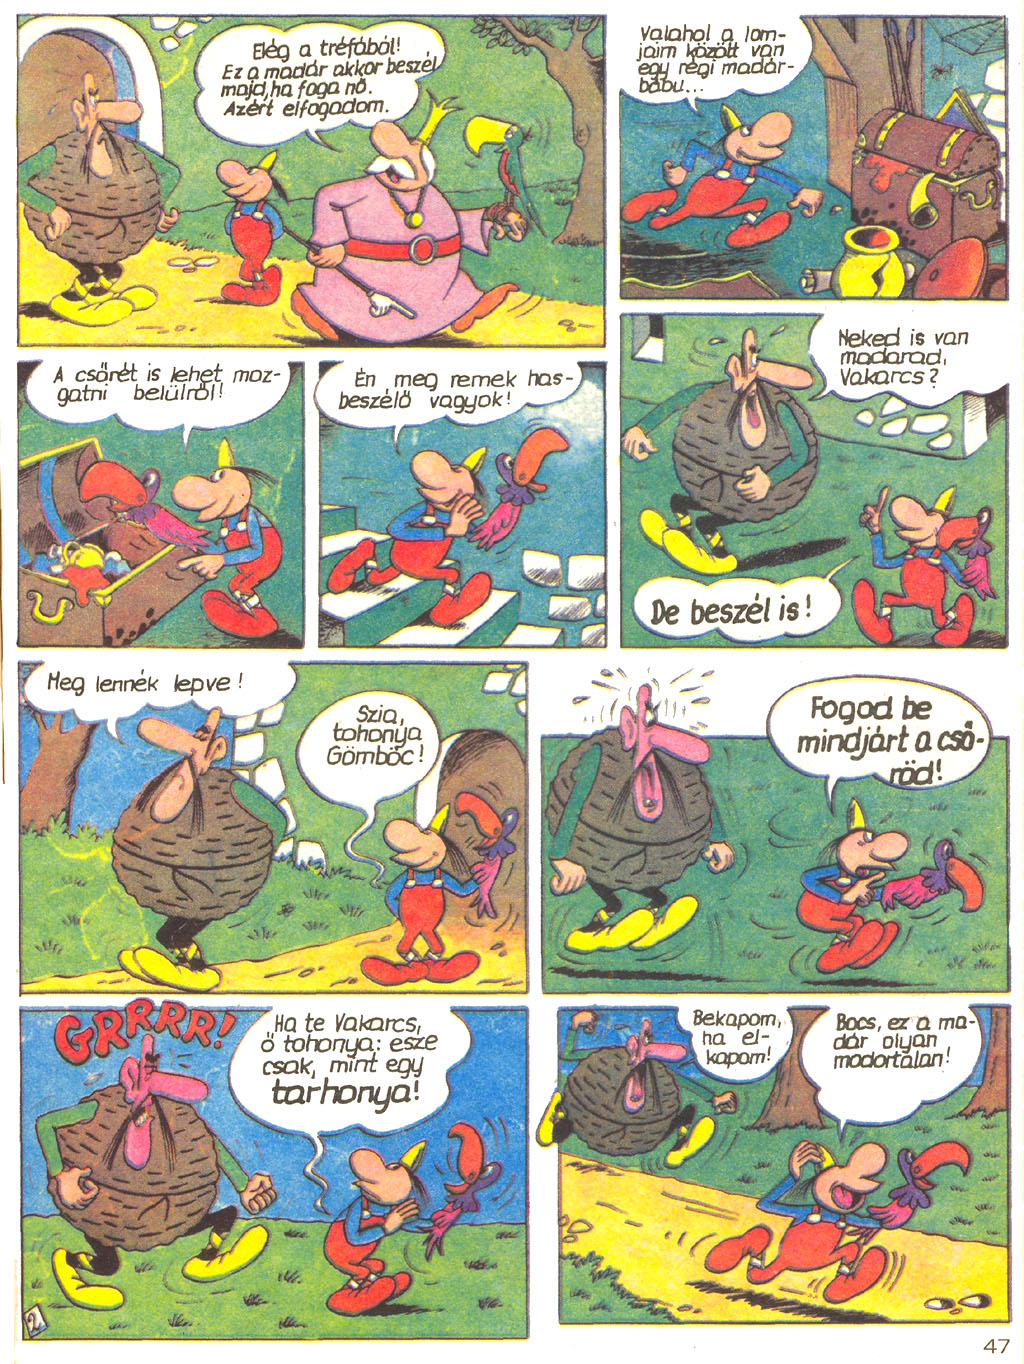 Elég a tréfából!
Ez a madár akkor beszél
majd, ha foga nő.
Azért elfogadom.
Valahol a lom-
jaim között van
egy régi madár-
bábu...
A csőrét is lehet moz-
gatni belülről!
Én meg remek has-
beszélő vagyok!
Neked is van
madarad,
Vakarcs?
De beszél is!
Meg lennék lepve!
Szia,
tohonya
Gömböc!
Fogod be
mindjárt a cső-
röd!
GRRRR!
Ha te Vakarcs,
ő tohonya: esze
csak, mint egy
tarhonya!
Bekapom,
ha el-
kapom!
Bocs, ez a ma-
dár olyan
modortalan!
2
47